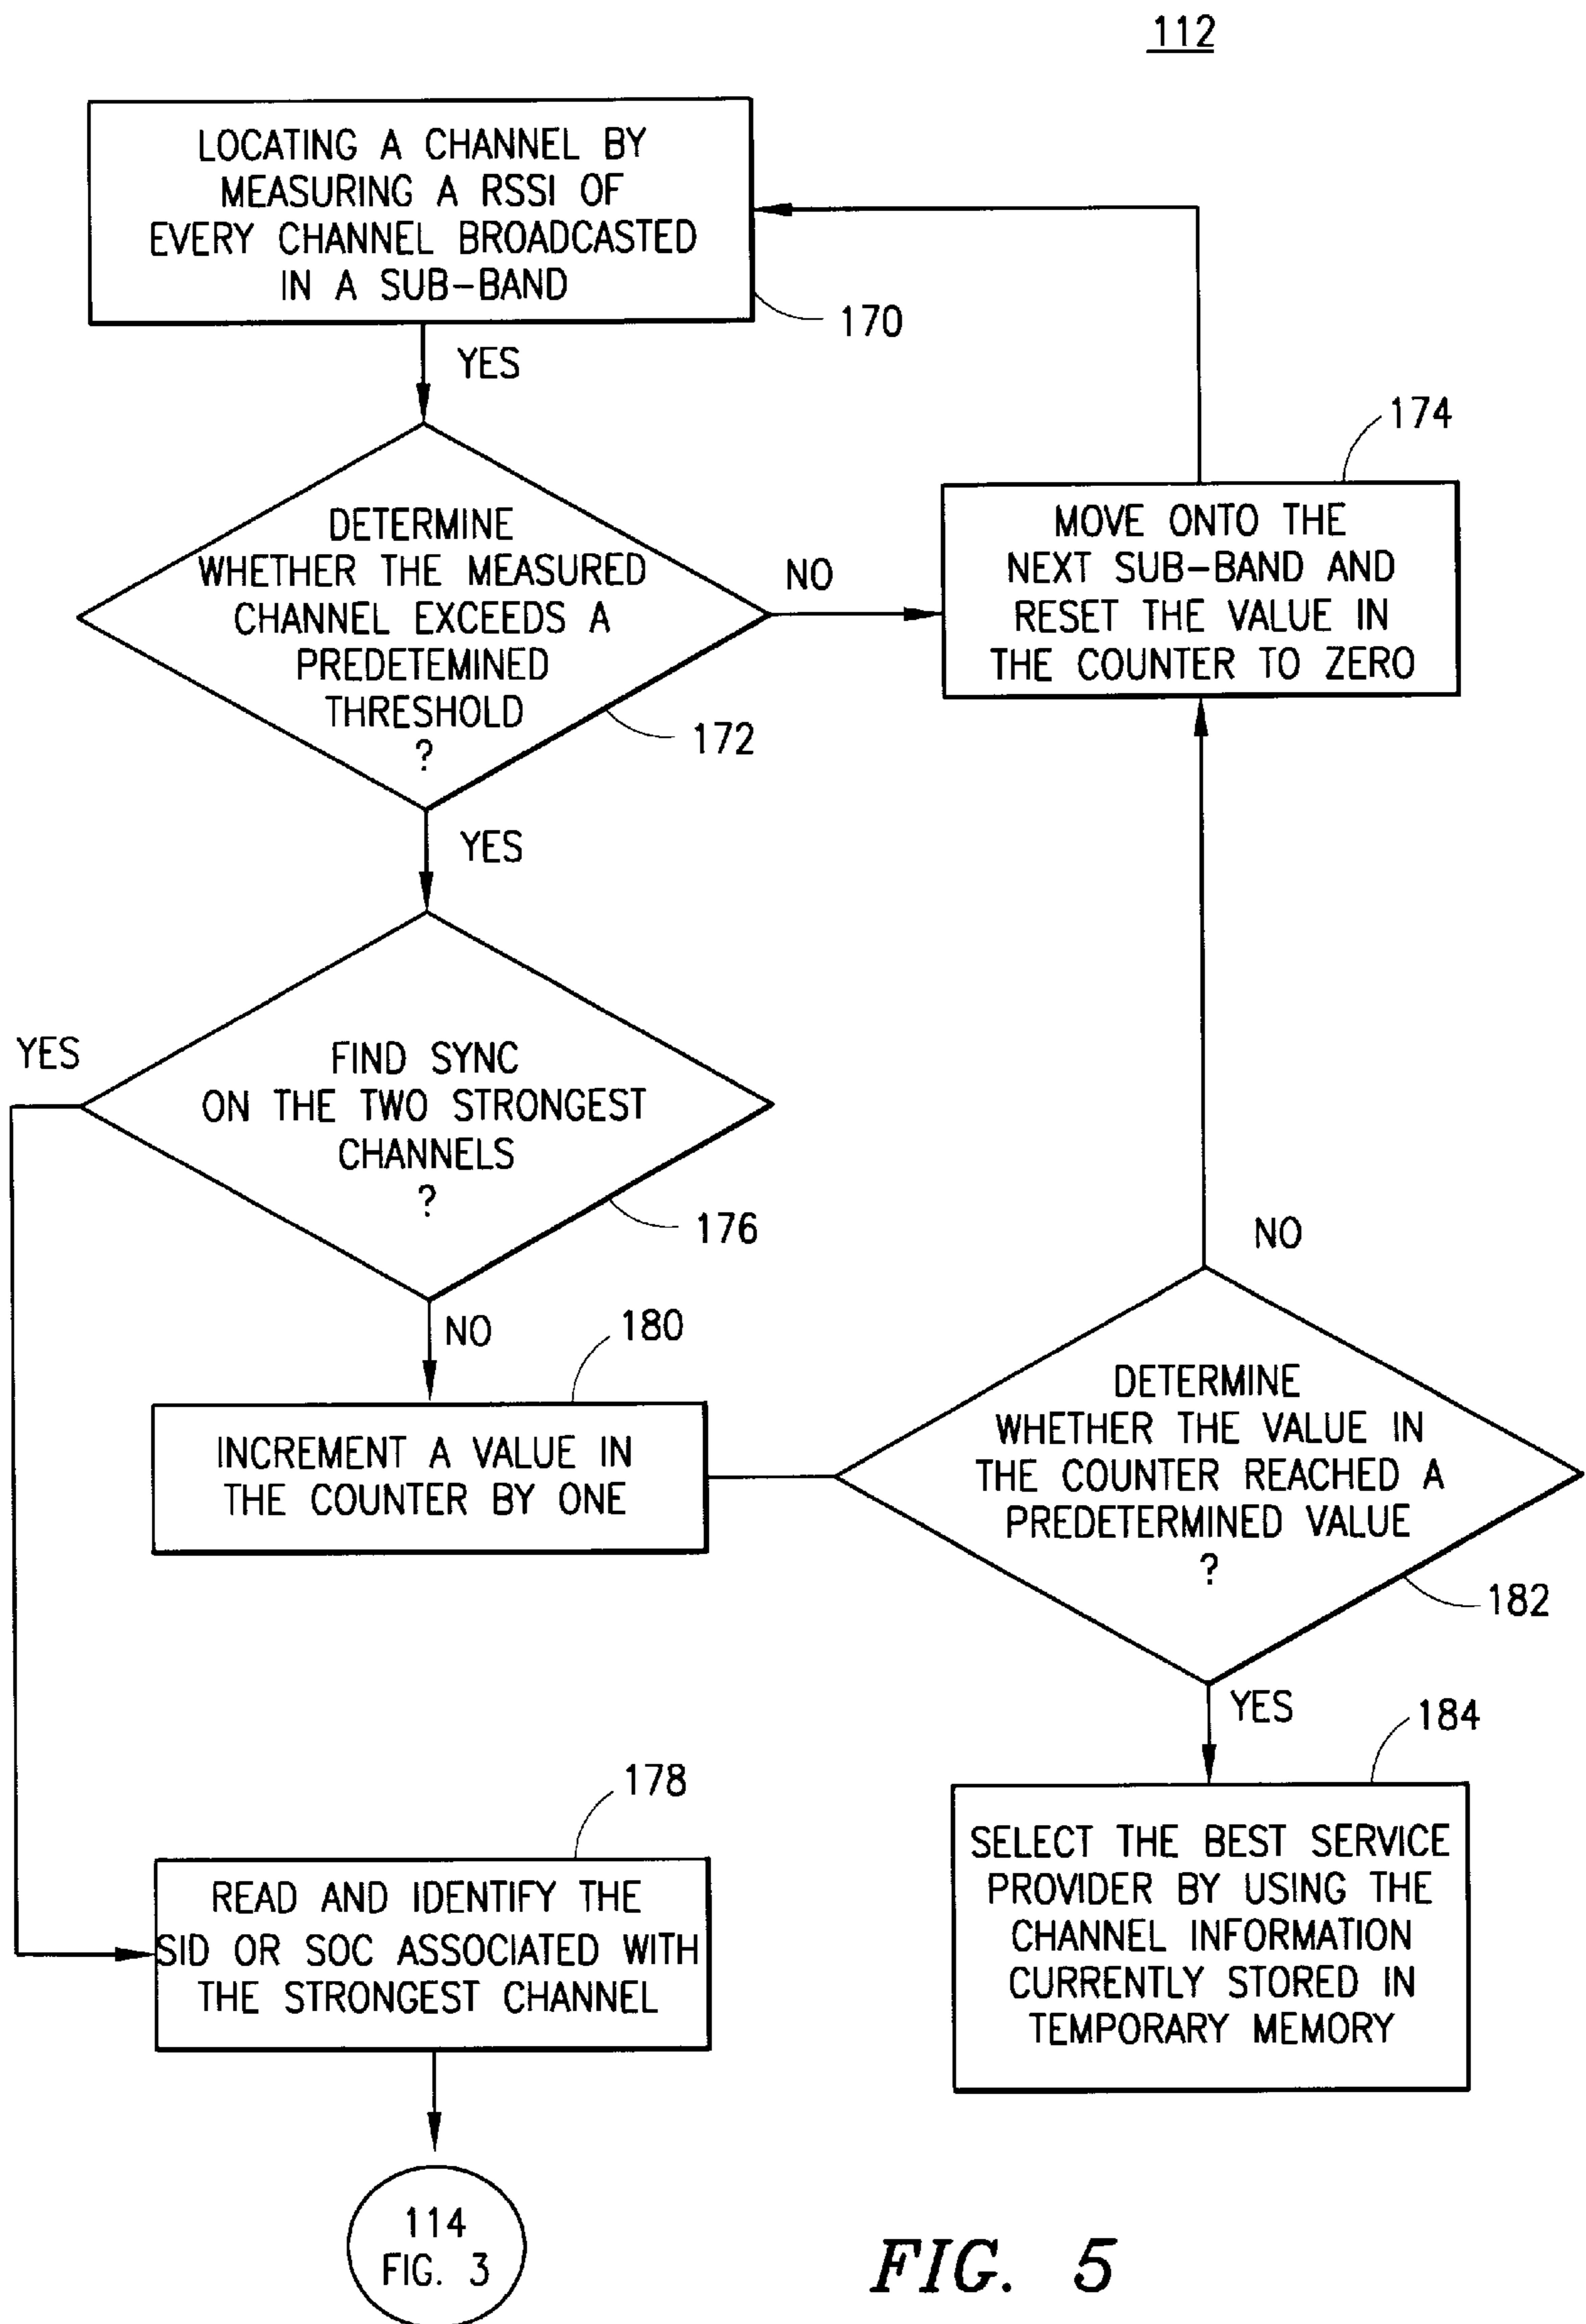 112
LOCATING A CHANNEL BY
MEASURING A RSSI OF
EVERY CHANNEL BROADCASTED
IN A SUB-BAND
170
YES
174
MOVE ONTO THE
NEXT SUB-BAND AND
RESET THE VALUE IN
THE COUNTER TO ZERO
DETERMINE
WHETHER THE MEASURED
CHANNEL EXCEEDS A
PREDETEMINED
THRESHOLD
?
NO
172
YES
YES
FIND SYNC
ON THE TWO STRONGEST
CHANNELS
?
176
NO
NO
180
INCREMENT A VALUE IN
THE COUNTER BY ONE
DETERMINE
WHETHER THE VALUE IN
THE COUNTER REACHED A
PREDETERMINED VALUE
?
182
YES
184
178
READ AND IDENTIFY THE
SID OR SOC ASSOCIATED WITH
THE STRONGEST CHANNEL
SELECT THE BEST SERVICE
PROVIDER BY USING THE
CHANNEL INFORMATION
CURRENTLY STORED IN
TEMPORARY MEMORY
114
FIG. 3
FIG. 5